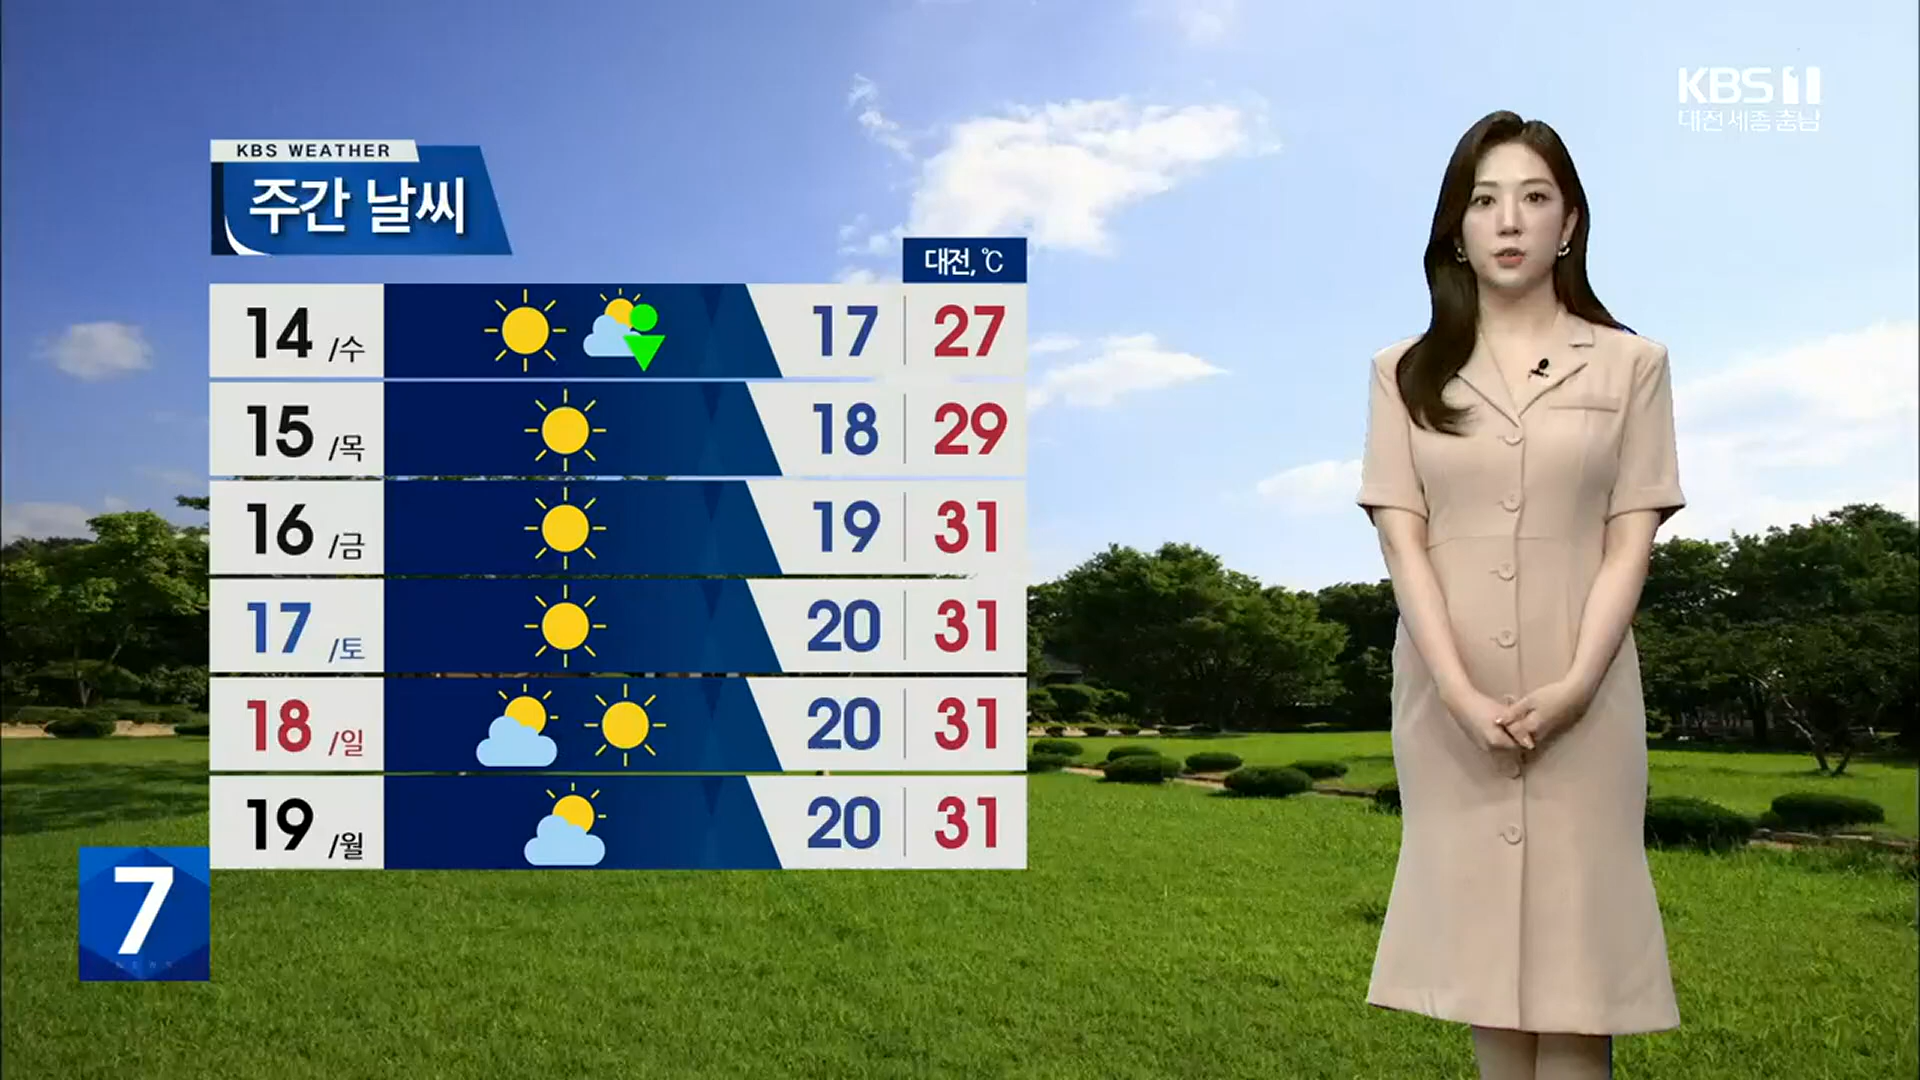 KBS 1
대전 세종 충남
KBS WEATHER
주간 날씨
대전, ℃
14 /수 17 27
15 /목 18 29
16 /금 19 31
17 /토 20 31
18 /일 20 31
19 /월 20 31
7
NEWS